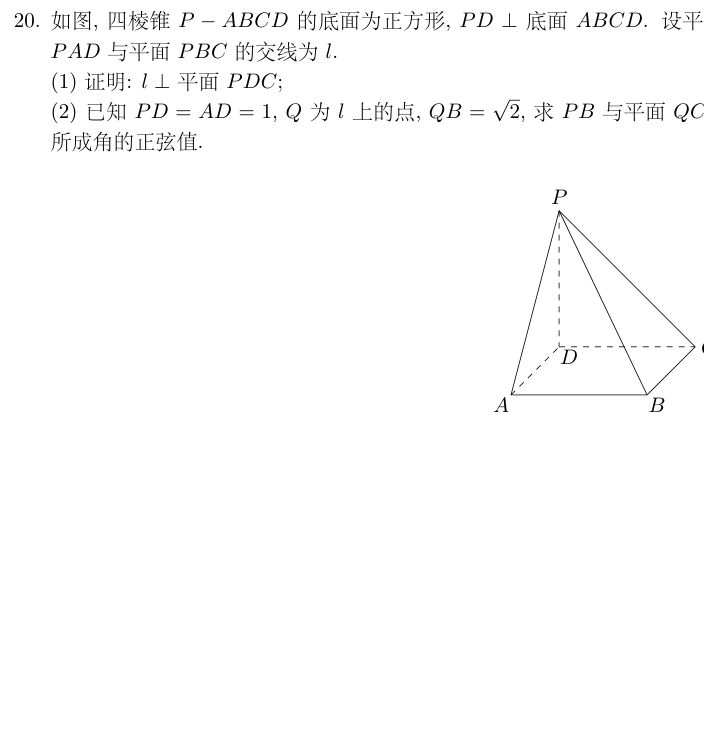 20. 如图, 四棱锥 P − ABCD 的底面为正方形, PD ⊥ 底面 ABCD. 设平
PAD 与平面 PBC 的交线为 l.
(1) 证明: l ⊥ 平面 PDC;
(2) 已知 PD = AD = 1, Q 为 l 上的点, QB = √2, 求 PB 与平面 QC
所成角的正弦值.
P
D
A
B